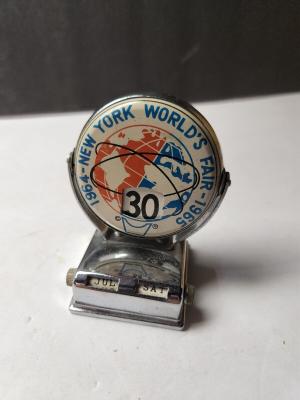 1964-NEW YORK WORLD'S FAIR-1965
30
©
JUL SAT